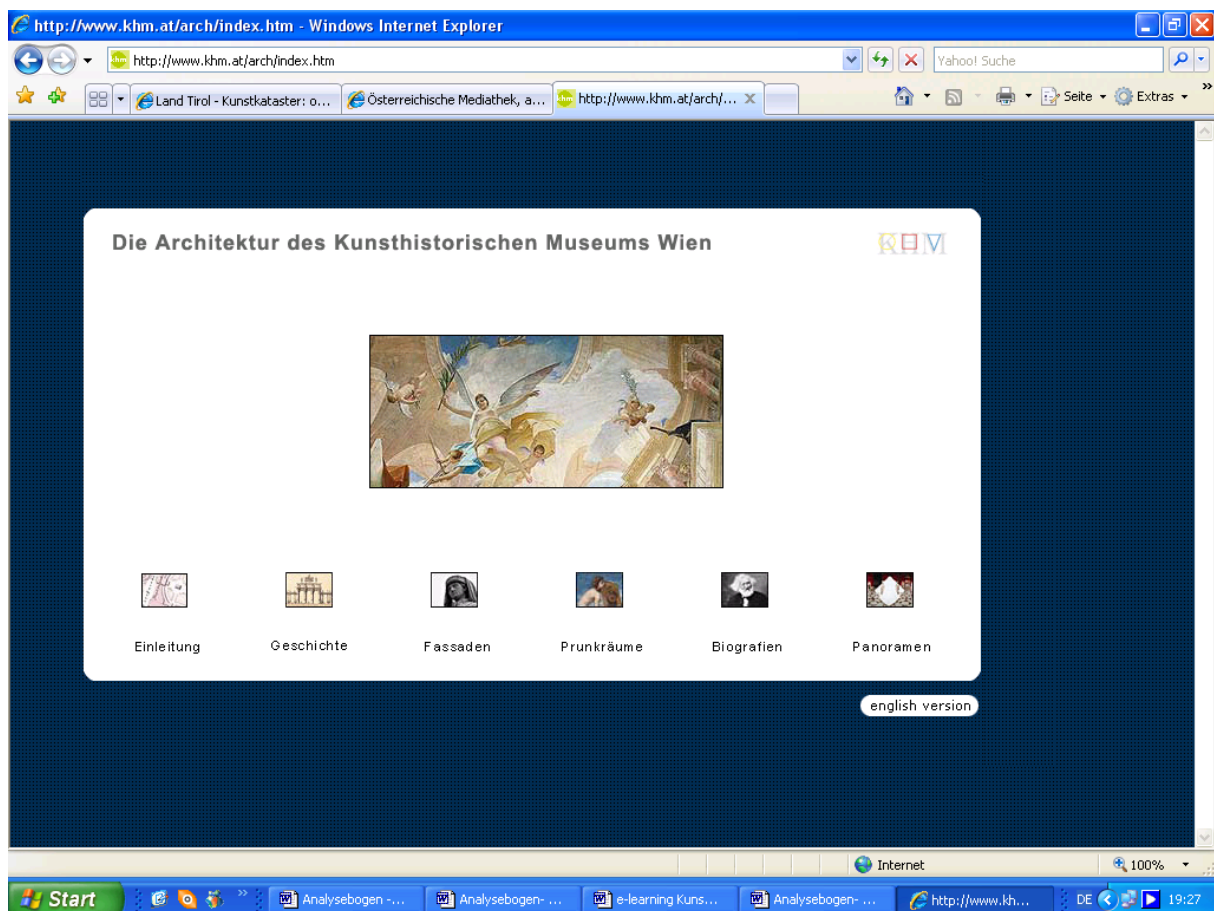 http://www.khm.at/arch/index.htm - Windows Internet Explorer
http://www.khm.at/arch/index.htm
Yahoo! Suche
Land Tirol - Kunstkataster: o...
Österreichische Mediathek, a...
khm
http://www.khm.at/arch/...
Seite
Extras
Die Architektur des Kunsthistorischen Museums Wien
KHM
Einleitung
Geschichte
Fassaden
Prunkräume
Biografien
Panoramen
english version
Internet
100%
Start
Analysebogen -...
Analysebogen- ...
e-learning Kuns...
Analysebogen- ...
http://www.kh...
DE
19:27